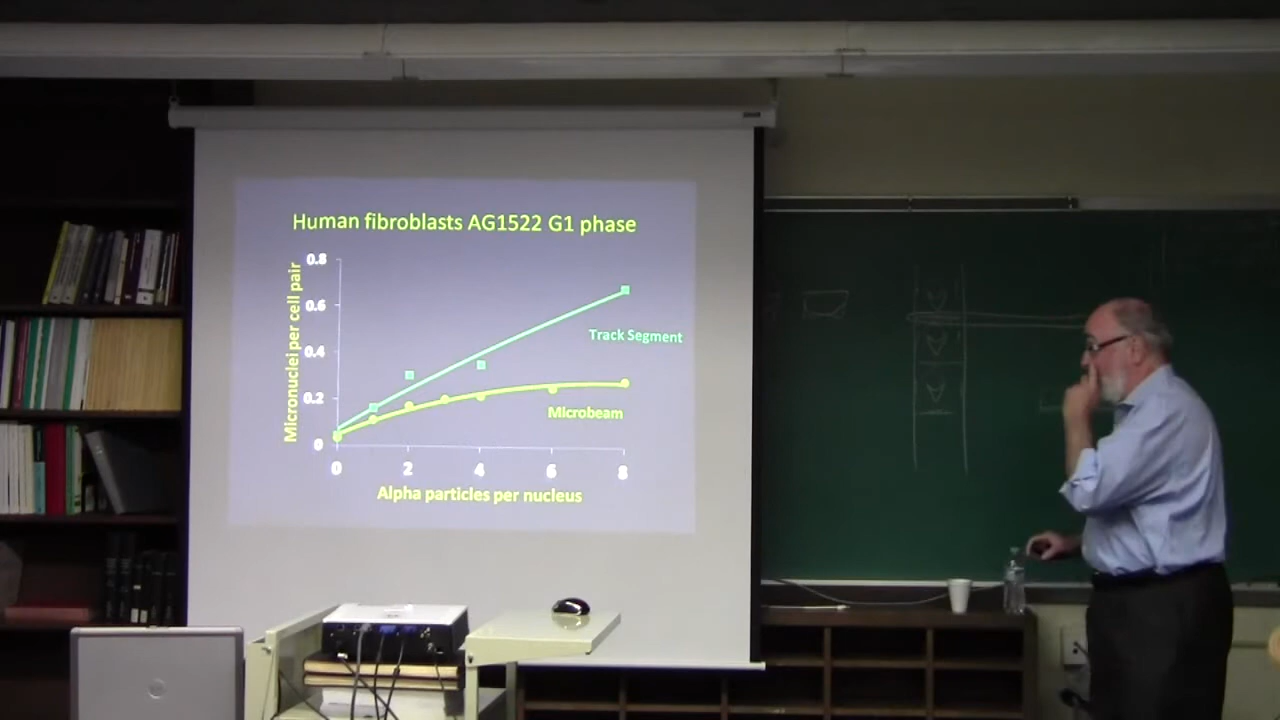 Human fibroblasts AG1522 G1 phase
Micronuclei per cell pair
0.8
0.6
0.4
0.2
0
Track Segment
Microbeam
0 2 4 6 8
Alpha particles per nucleus